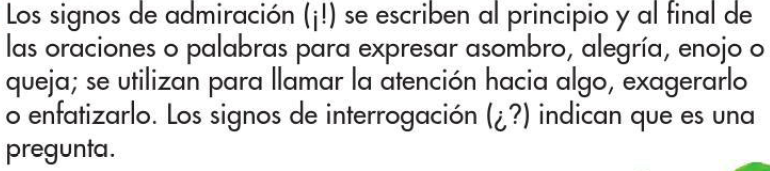 Los signos de admiración (¡!) se escriben al principio y al final de
las oraciones o palabras para expresar asombro, alegría, enojo o
queja; se utilizan para llamar la atención hacia algo, exagerarlo
o enfatizarlo. Los signos de interrogación (¿?) indican que es una
pregunta.